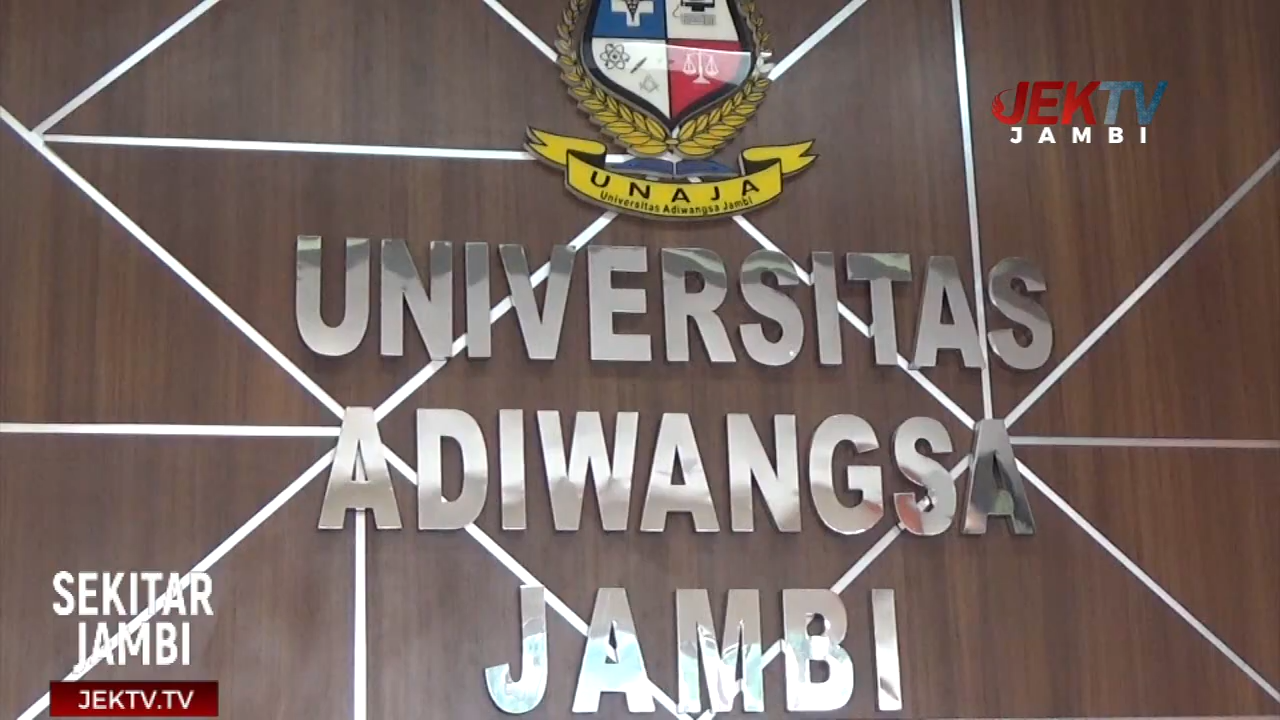 JEKTV
JAMBI
UNAJA
Universitas Adiwangsa Jambi
UNIVERSITAS
ADIWANGSA
JAMBI
SEKITAR
JAMBI
JEKTV.TV